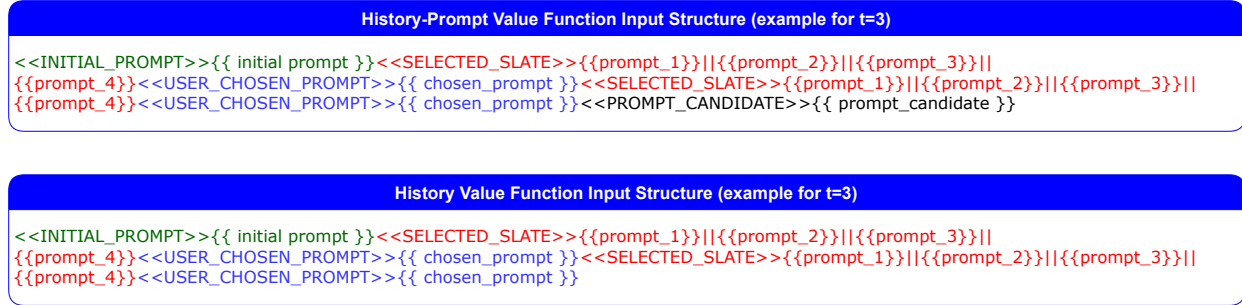 History-Prompt Value Function Input Structure (example for t=3)
<<INITIAL_PROMPT>>{{ initial prompt }}<<SELECTED_SLATE>>{{prompt_1}}||{{prompt_2}}||{{prompt_3}}||
{{prompt_4}}<<USER_CHOSEN_PROMPT>>{{ chosen_prompt }}<<SELECTED_SLATE>>{{prompt_1}}||{{prompt_2}}||{{prompt_3}}||
{{prompt_4}}<<USER_CHOSEN_PROMPT>>{{ chosen_prompt }}<<PROMPT_CANDIDATE>>{{ prompt_candidate }}
History Value Function Input Structure (example for t=3)
<<INITIAL_PROMPT>>{{ initial prompt }}<<SELECTED_SLATE>>{{prompt_1}}||{{prompt_2}}||{{prompt_3}}||
{{prompt_4}}<<USER_CHOSEN_PROMPT>>{{ chosen_prompt }}<<SELECTED_SLATE>>{{prompt_1}}||{{prompt_2}}||{{prompt_3}}||
{{prompt_4}}<<USER_CHOSEN_PROMPT>>{{ chosen_prompt }}